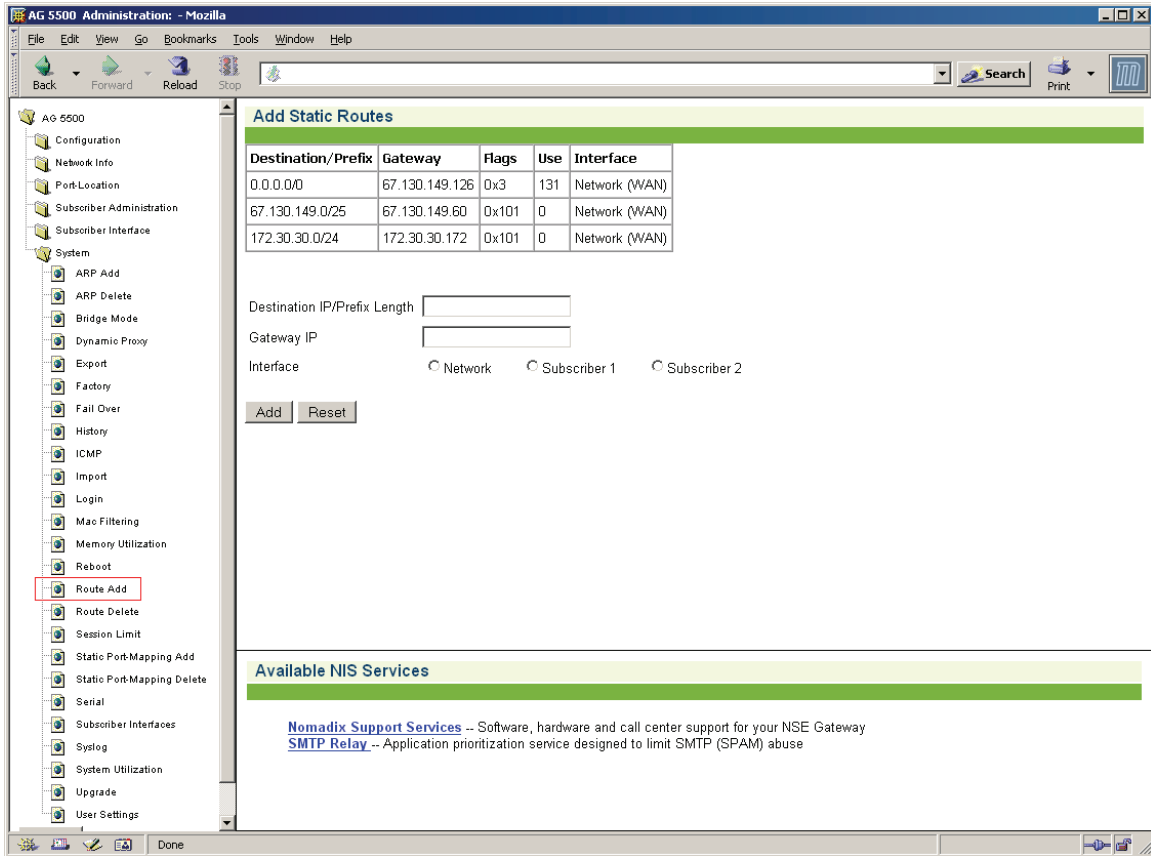 AG 5500 Administration: - Mozilla
File Edit View Go Bookmarks Tools Window Help
Back Forward Reload Stop Search Print
AG 5500
Configuration
Network Info
Port-Location
Subscriber Administration
Subscriber Interface
System
ARP Add
ARP Delete
Bridge Mode
Dynamic Proxy
Export
Factory
Fail Over
History
ICMP
Import
Login
Mac Filtering
Memory Utilization
Reboot
Route Add
Route Delete
Session Limit
Static Port-Mapping Add
Static Port-Mapping Delete
Serial
Subscriber Interfaces
Syslog
System Utilization
Upgrade
User Settings
Add Static Routes
Destination/Prefix Gateway Flags Use Interface
0.0.0.0/0 67.130.149.126 0x3 131 Network (WAN)
67.130.149.0/25 67.130.149.60 0x101 0 Network (WAN)
172.30.30.0/24 172.30.30.172 0x101 0 Network (WAN)
Destination IP/Prefix Length
Gateway IP
Interface Network Subscriber 1 Subscriber 2
Add Reset
Available NIS Services
Nomadix Support Services -- Software, hardware and call center support for your NSE Gateway
SMTP Relay -- Application prioritization service designed to limit SMTP (SPAM) abuse
Done